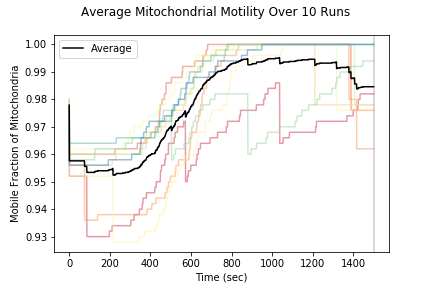 Average Mitochondrial Motility Over 10 Runs
Average
1.00
0.99
0.98
0.97
0.96
0.95
0.94
0.93
Mobile Fraction of Mitochondria
0 200 400 600 800 1000 1200 1400
Time (sec)